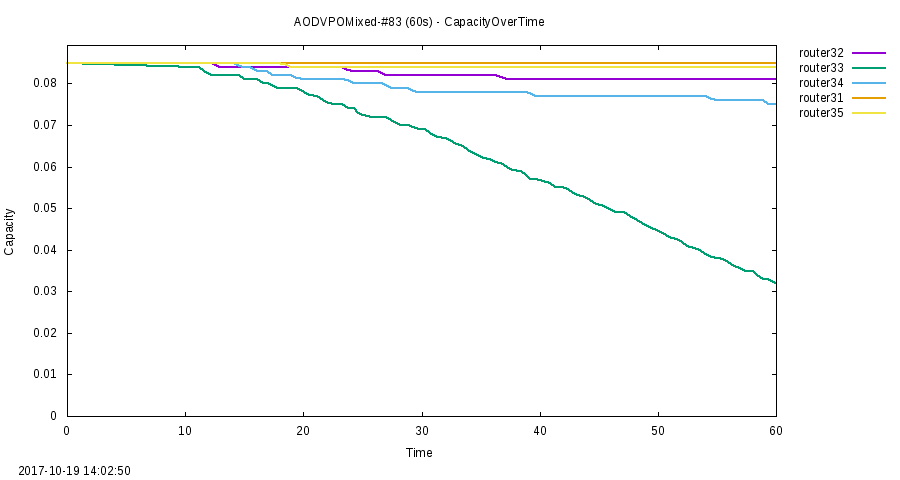 AODVPOMixed-#83 (60s) - CapacityOverTime
router32
router33
router34
router31
router35
0.08
0.07
0.06
0.05
0.04
0.03
0.02
0.01
0
Capacity
0 10 20 30 40 50 60
Time
2017-10-19 14:02:50